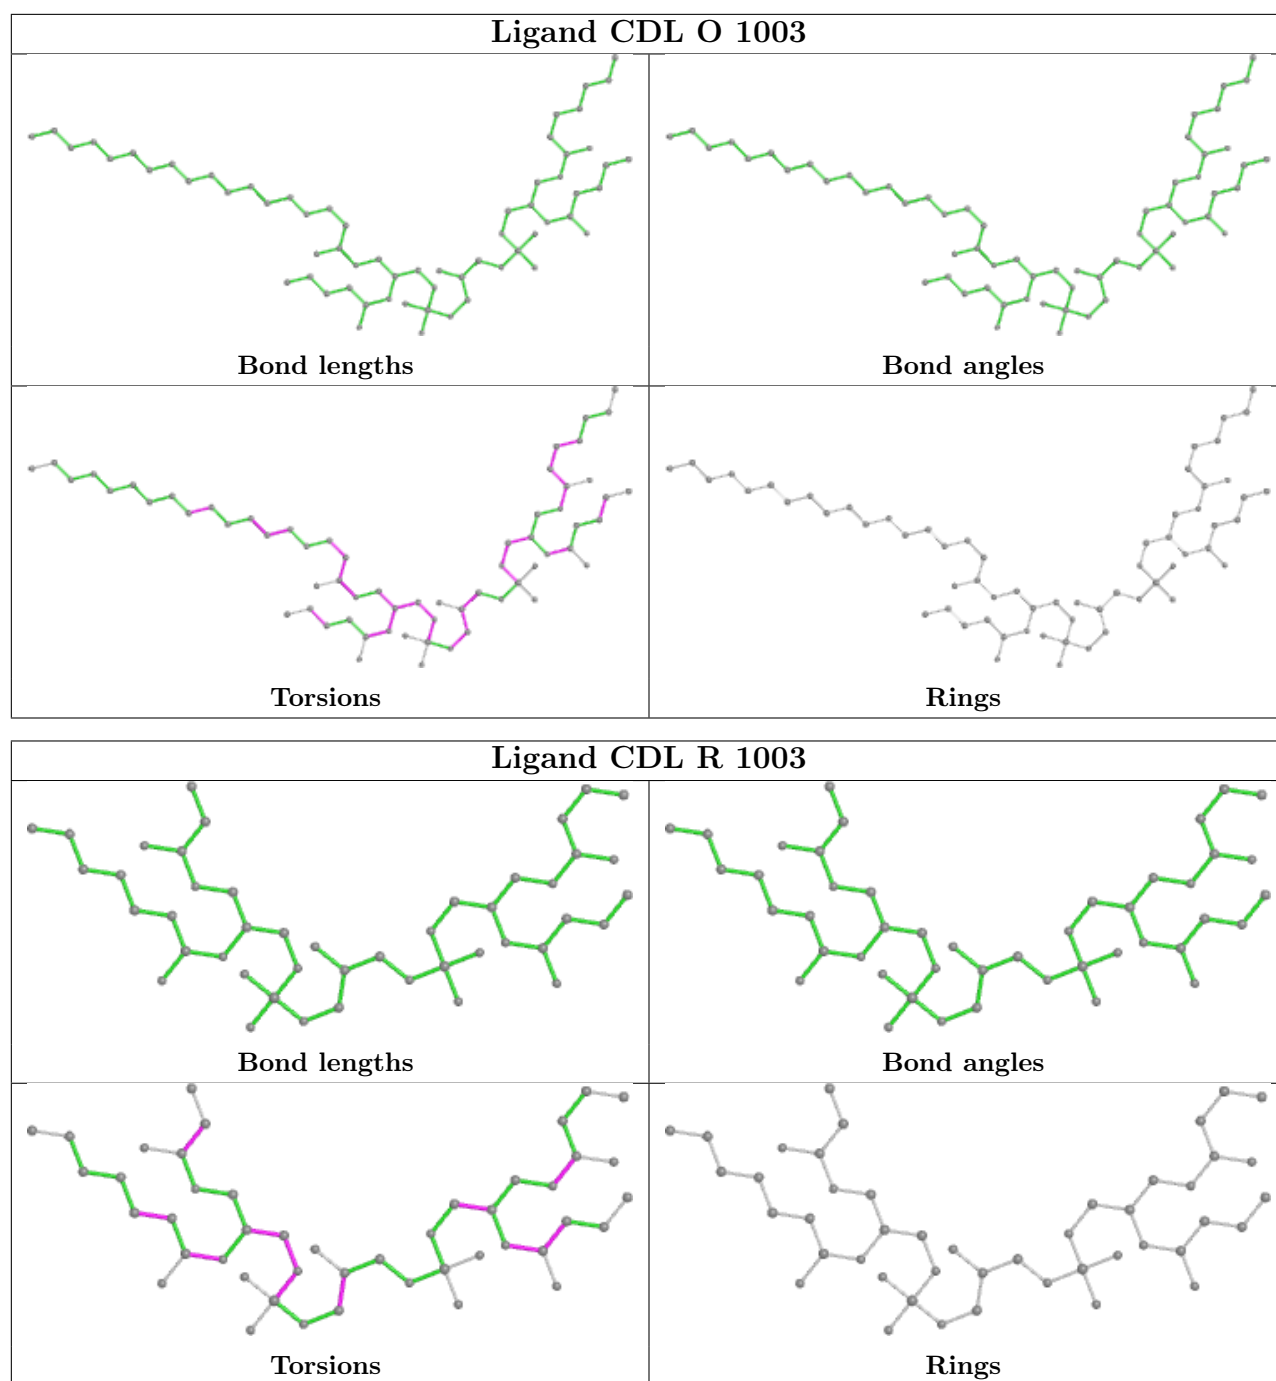 Ligand CDL O 1003
Bond lengths
Bond angles
Torsions
Rings
Ligand CDL R 1003
Bond lengths
Bond angles
Torsions
Rings